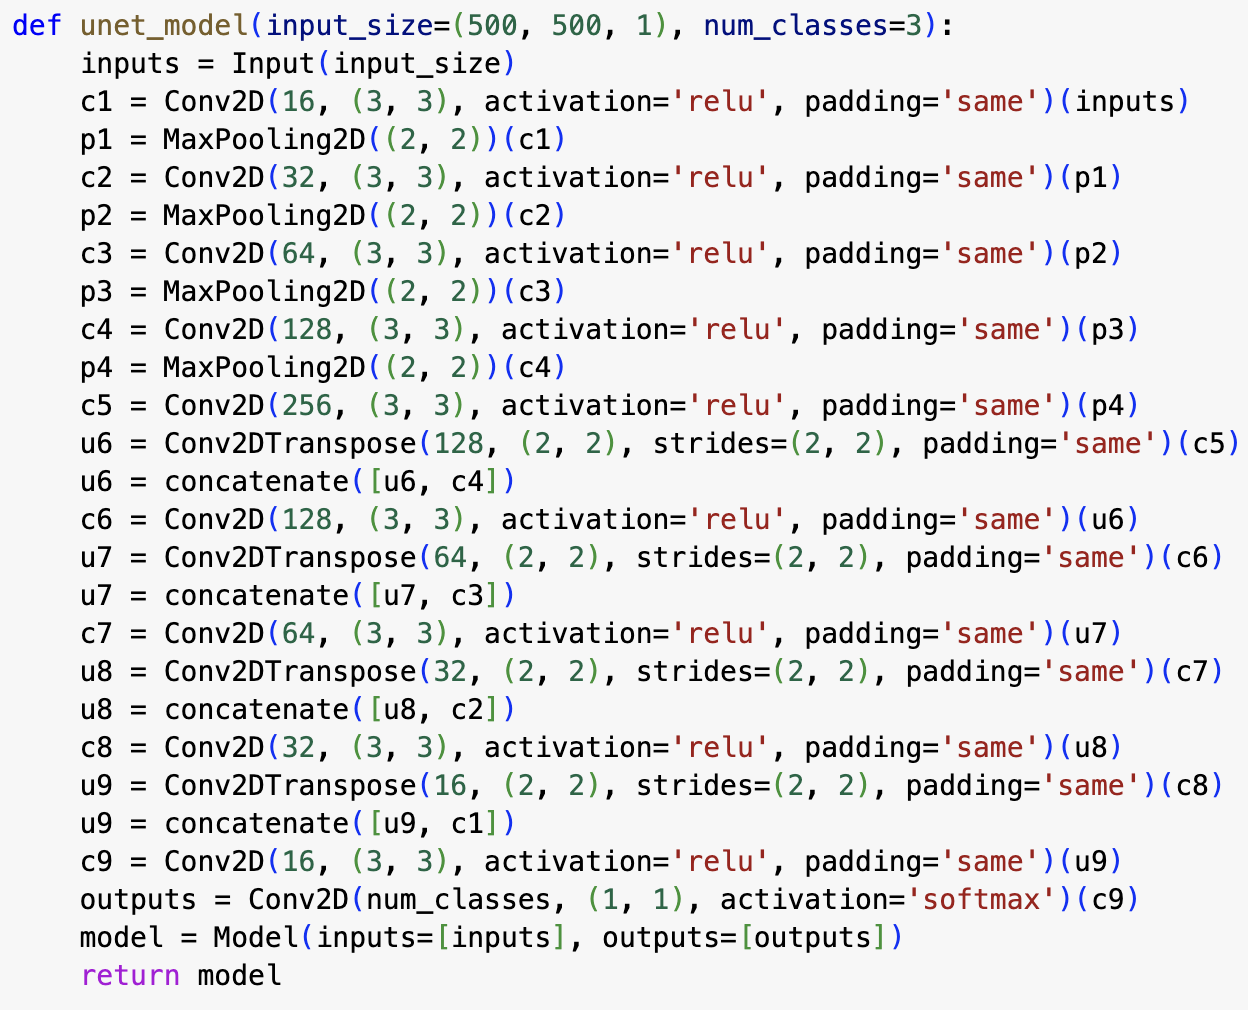 def unet_model(input_size=(500, 500, 1), num_classes=3):
    inputs = Input(input_size)
    c1 = Conv2D(16, (3, 3), activation='relu', padding='same')(inputs)
    p1 = MaxPooling2D((2, 2))(c1)
    c2 = Conv2D(32, (3, 3), activation='relu', padding='same')(p1)
    p2 = MaxPooling2D((2, 2))(c2)
    c3 = Conv2D(64, (3, 3), activation='relu', padding='same')(p2)
    p3 = MaxPooling2D((2, 2))(c3)
    c4 = Conv2D(128, (3, 3), activation='relu', padding='same')(p3)
    p4 = MaxPooling2D((2, 2))(c4)
    c5 = Conv2D(256, (3, 3), activation='relu', padding='same')(p4)
    u6 = Conv2DTranspose(128, (2, 2), strides=(2, 2), padding='same')(c5)
    u6 = concatenate([u6, c4])
    c6 = Conv2D(128, (3, 3), activation='relu', padding='same')(u6)
    u7 = Conv2DTranspose(64, (2, 2), strides=(2, 2), padding='same')(c6)
    u7 = concatenate([u7, c3])
    c7 = Conv2D(64, (3, 3), activation='relu', padding='same')(u7)
    u8 = Conv2DTranspose(32, (2, 2), strides=(2, 2), padding='same')(c7)
    u8 = concatenate([u8, c2])
    c8 = Conv2D(32, (3, 3), activation='relu', padding='same')(u8)
    u9 = Conv2DTranspose(16, (2, 2), strides=(2, 2), padding='same')(c8)
    u9 = concatenate([u9, c1])
    c9 = Conv2D(16, (3, 3), activation='relu', padding='same')(u9)
    outputs = Conv2D(num_classes, (1, 1), activation='softmax')(c9)
    model = Model(inputs=[inputs], outputs=[outputs])
    return model